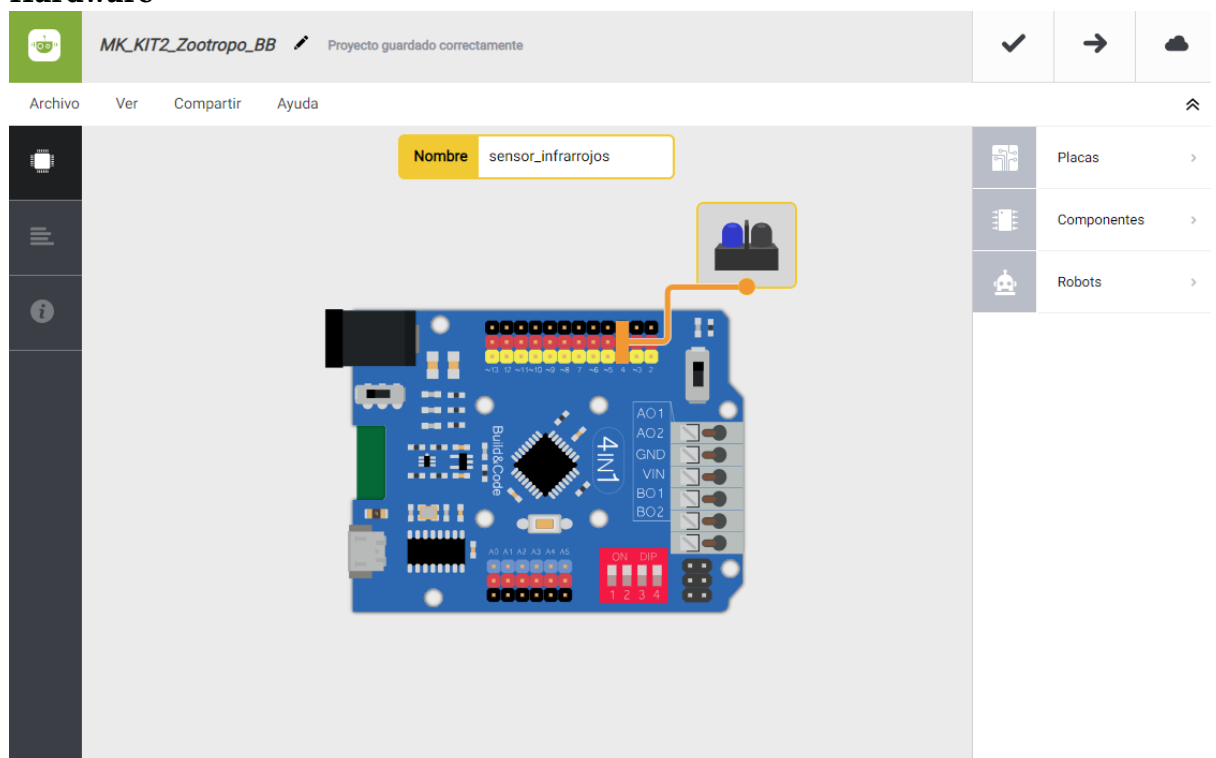 Hardware
MK_KIT2_Zootropo_BB Proyecto guardado correctamente
Archivo Ver Compartir Ayuda
Nombre sensor_infrarrojos
Placas
Componentes
Robots
~13 12 ~11 ~10 ~9 ~8 7 ~6 ~5 4 ~3 2
AO1
AO2
GND
VIN
BO1
BO2
Build&Code
4IN1
A0 A1 A2 A3 A4 A5
ON DIP
1 2 3 4